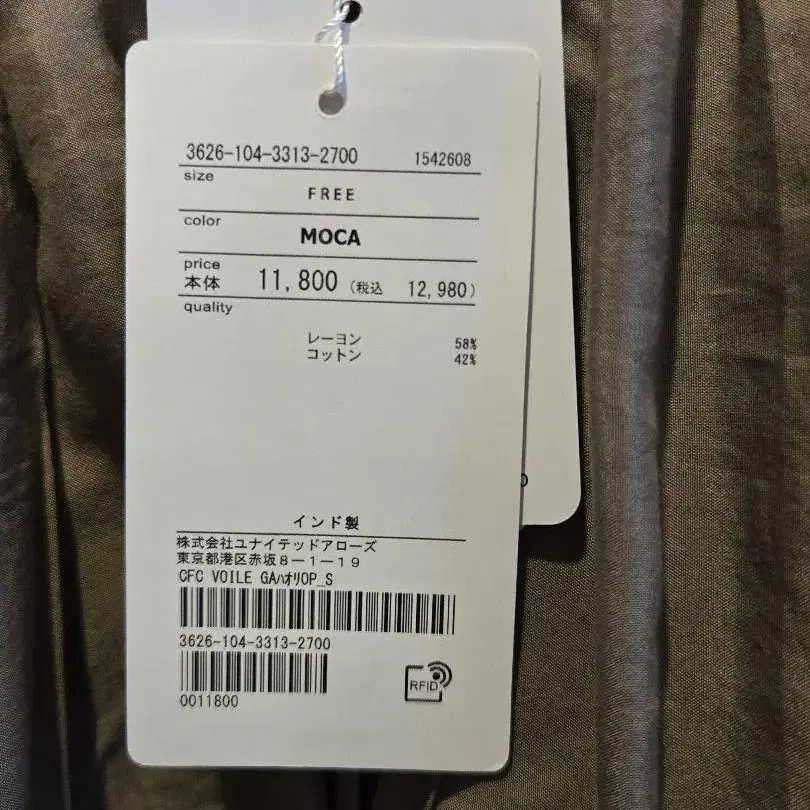 3626-104-3313-2700 1542608
size
FREE
color
MOCA
price
本体 11,800 (税込 12,980)
quality
レーヨン 58%
コットン 42%
インド製
株式会社ユナイテッドアローズ
東京都港区赤坂8−1−19
CFC VOILE GAﾊｵﾘOP_S
3626-104-3313-2700
0011800
RFID